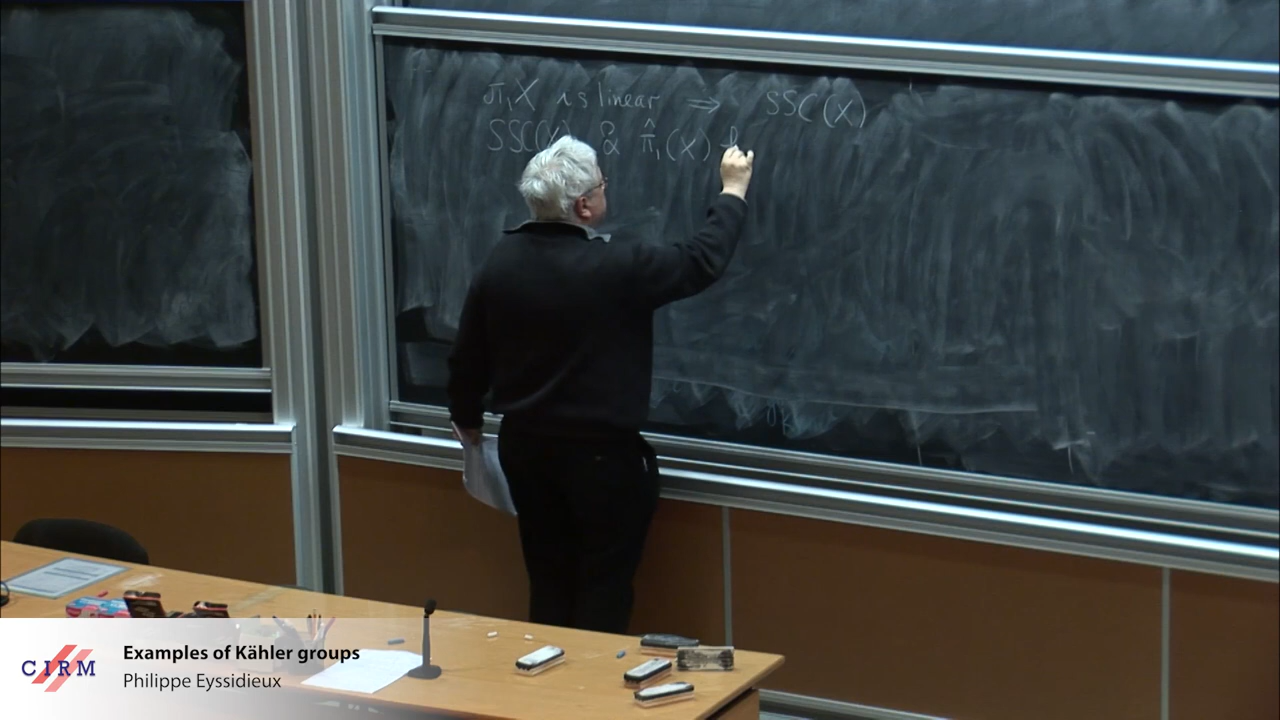 π₁X is linear ⇒ SSC(X)
SSC(X) & π̂₁(X)
CIRM
Examples of Kähler groups
Philippe Eyssidieux